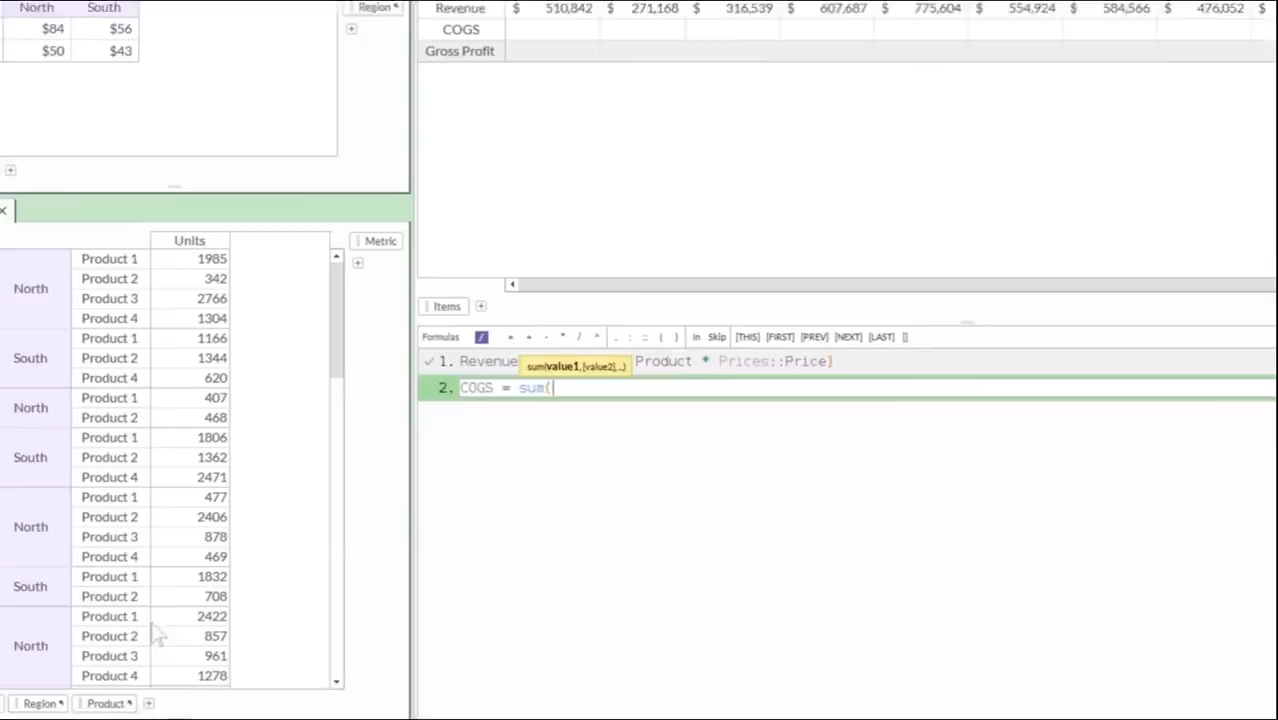 North South
$84 $56
$50 $43
Region
Revenue $ 510,842 $ 271,168 $ 316,539 $ 607,687 $ 775,604 $ 554,924 $ 584,566 $ 476,052 $
COGS
Gross Profit
Units
Metric
North
Product 1 1985
Product 2 342
Product 3 2766
Product 4 1304
South
Product 1 1166
Product 2 1344
Product 4 620
North
Product 1 407
Product 2 468
South
Product 1 1806
Product 2 1362
Product 4 2471
North
Product 1 477
Product 2 2406
Product 3 878
Product 4 469
South
Product 1 1832
Product 2 708
North
Product 1 2422
Product 2 857
Product 3 961
Product 4 1278
Region Product
Items
Formulas f = + - * / ^ . : :: ( ) In Skip [THIS] [FIRST] [PREV] [NEXT] [LAST] []
1. Revenue Product * Prices::Price)
sum(value1, [value2], ..)
2. COGS = sum(